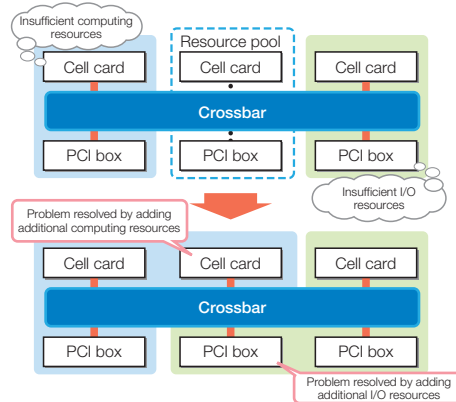 Insufficient computing
resources
Resource pool
Cell card
Cell card
Cell card
Crossbar
PCI box
PCI box
PCI box
Insufficient I/O
resources
Problem resolved by adding
additional computing resources
Cell card
Cell card
Cell card
Crossbar
PCI box
PCI box
PCI box
Problem resolved by adding
additional I/O resources